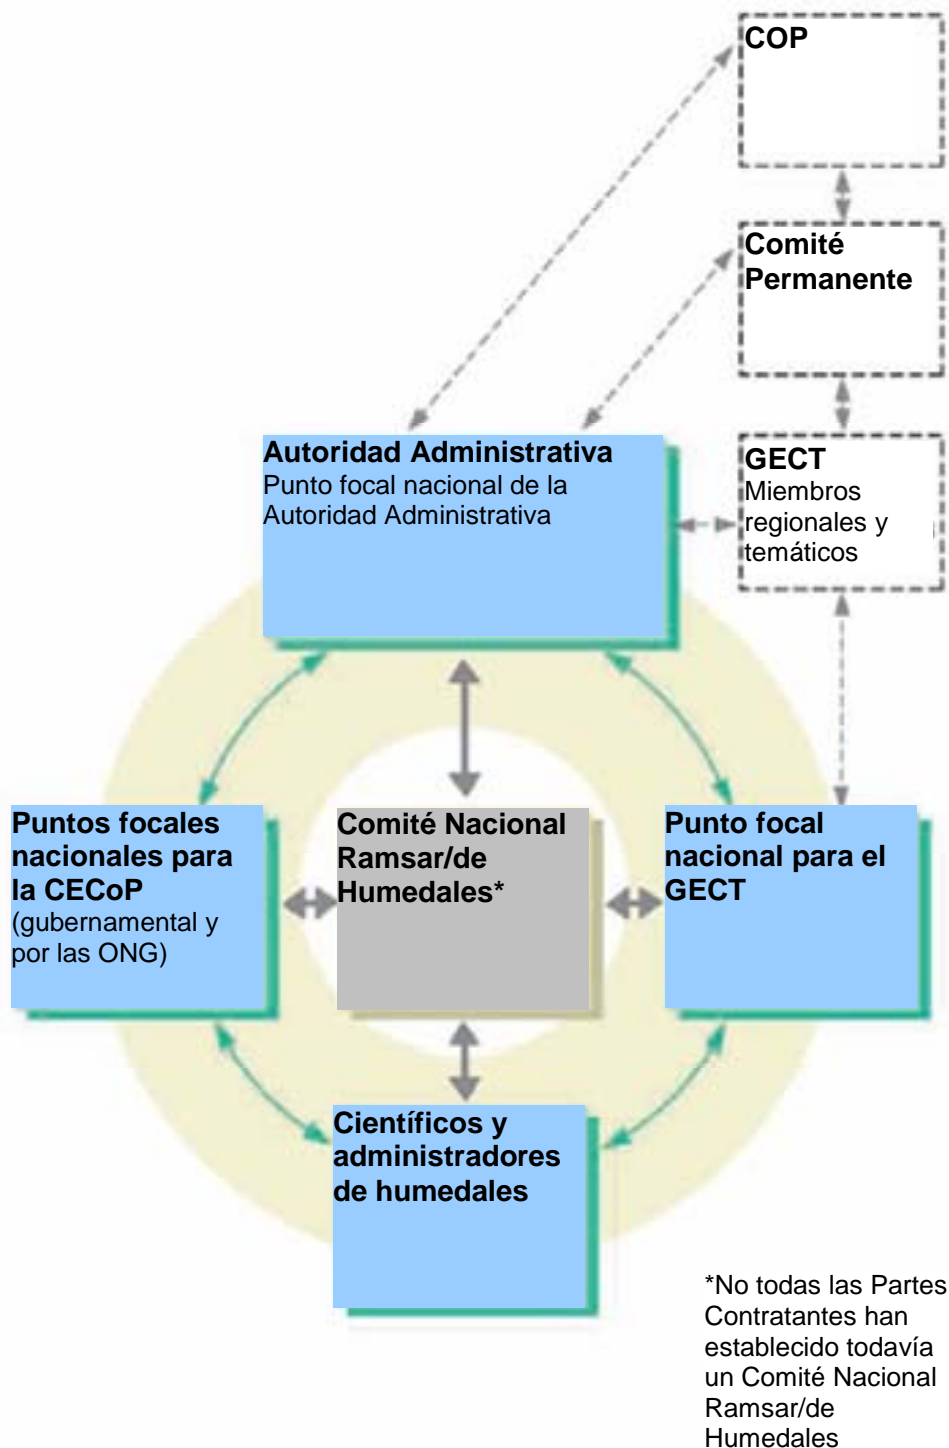 COP
Comité
Permanente
Autoridad Administrativa
Punto focal nacional de la
Autoridad Administrativa
GECT
Miembros
regionales y
temáticos
Puntos focales
nacionales para
la CECoP
(gubernamental y
por las ONG)
Comité Nacional
Ramsar/de
Humedales*
Punto focal
nacional para el
GECT
Científicos y
administradores
de humedales
*No todas las Partes
Contratantes han
establecido todavía
un Comité Nacional
Ramsar/de
Humedales